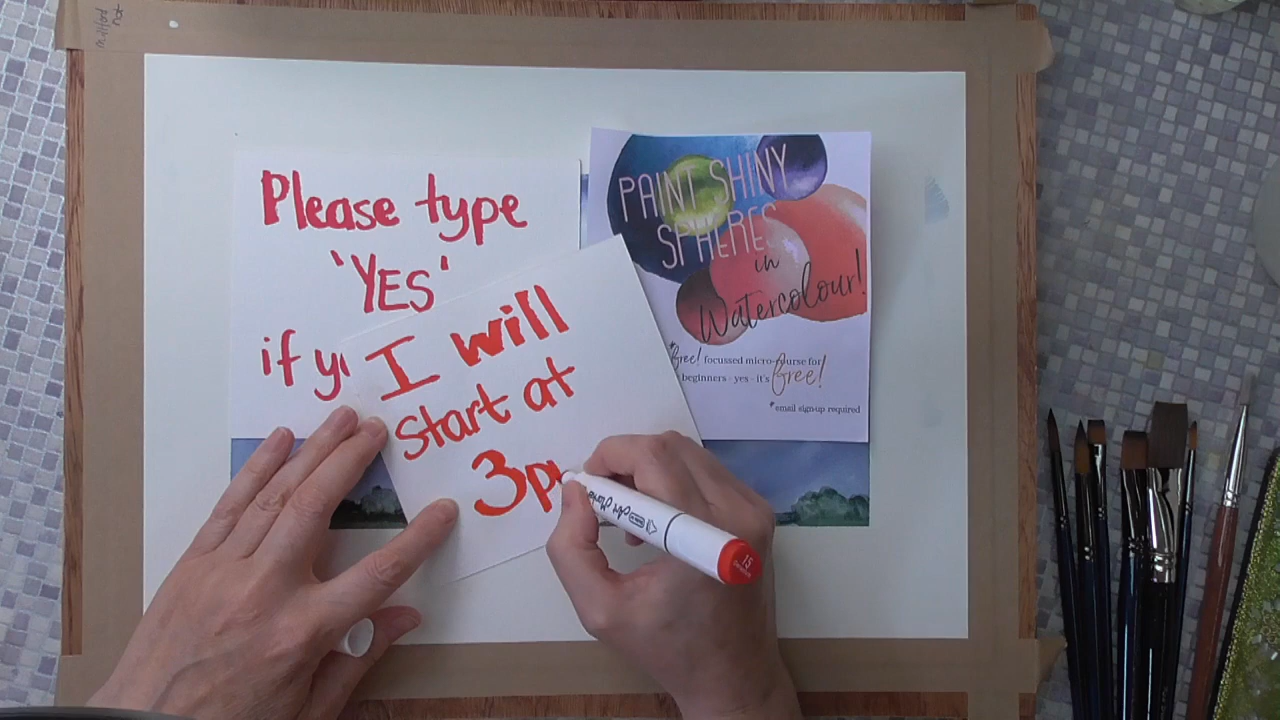 Please type
'YES'
if
I will
start at
3p
PAINT SHINY
SPHERES
in
Watercolour!
*free! focussed micro-course for
beginners - yes - it's free!
*email sign-up required
15